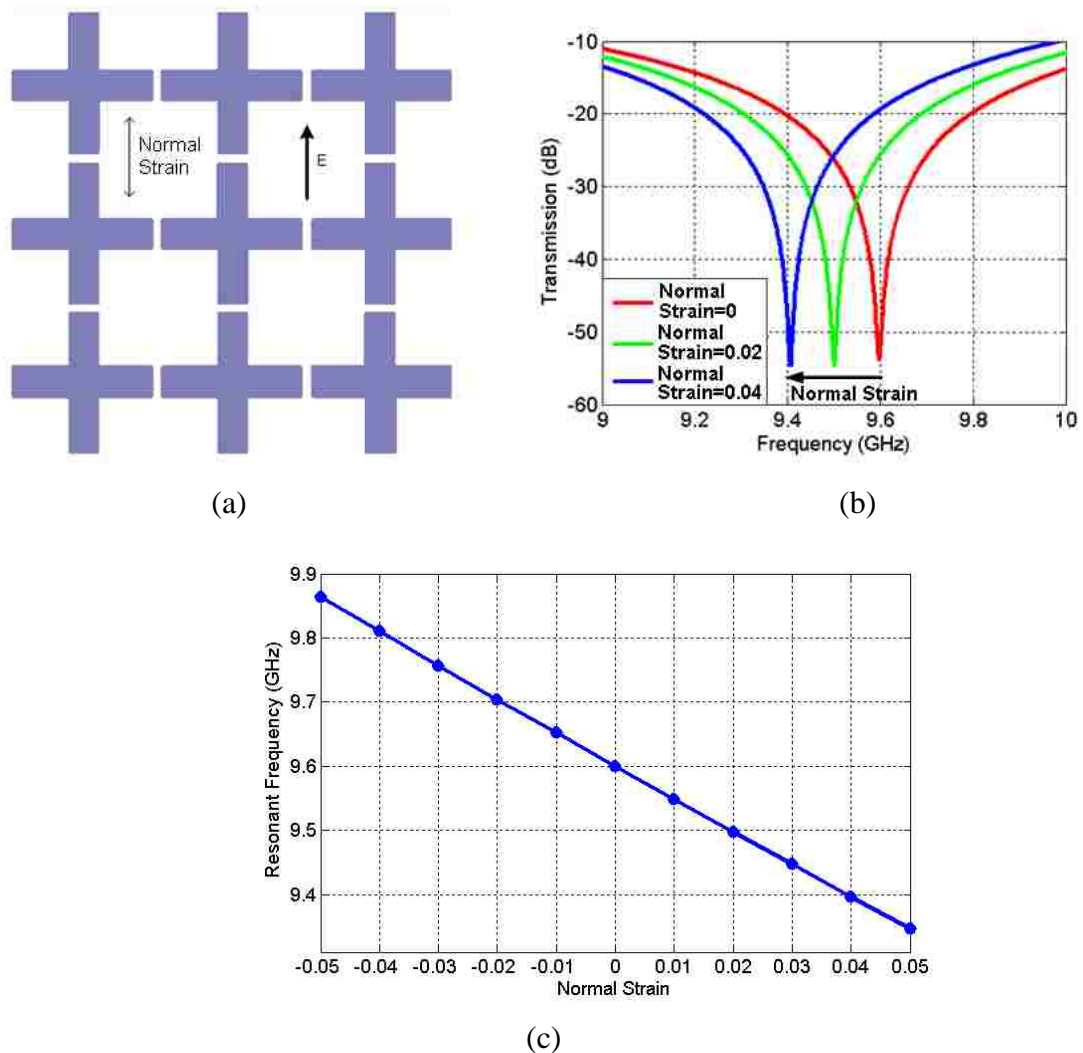 Normal
Strain
E
(a)
-10
-20
-30
-40
-50
-60
Transmission (dB)
Normal
Strain=0
Normal
Strain=0.02
Normal
Strain=0.04
Normal Strain
9 9.2 9.4 9.6 9.8 10
Frequency (GHz)
(b)
9.9
9.8
9.7
9.6
9.5
9.4
Resonant Frequency (GHz)
-0.05 -0.04 -0.03 -0.02 -0.01 0 0.01 0.02 0.03 0.04 0.05
Normal Strain
(c)